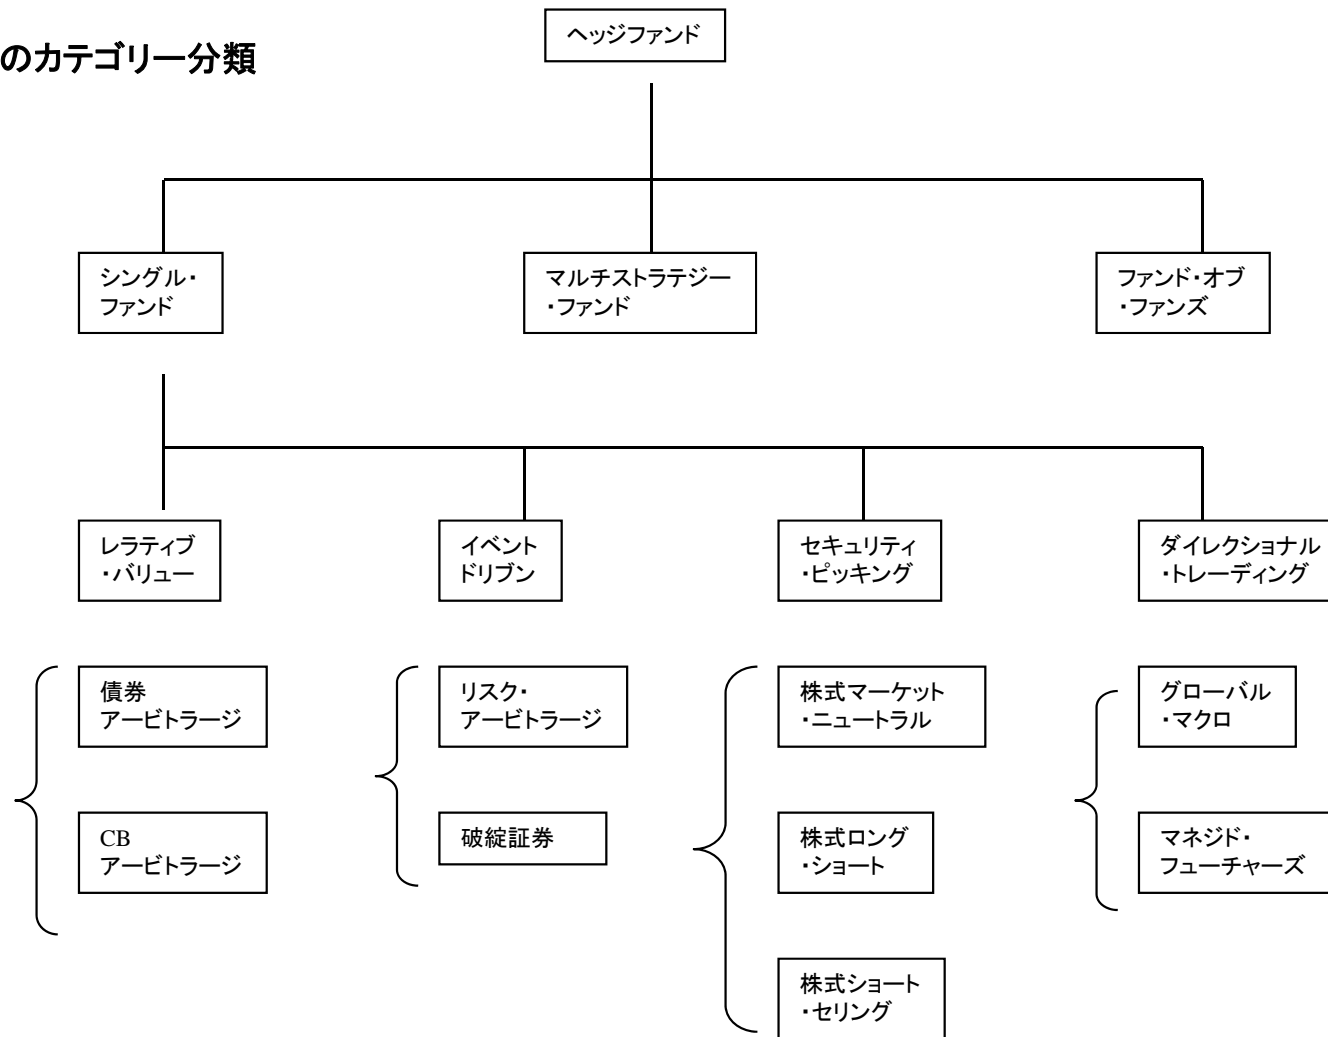 のカテゴリー分類
ヘッジファンド
シングル・
ファンド
マルチストラテジー
・ファンド
ファンド・オブ
・ファンズ
レラティブ
・バリュー
イベント
ドリブン
セキュリティ
・ピッキング
ダイレクショナル
・トレーディング
債券
アービトラージ
リスク・
アービトラージ
株式マーケット
・ニュートラル
グローバル
・マクロ
CB
アービトラージ
破綻証券
株式ロング
・ショート
マネジド・
フューチャーズ
株式ショート
・セリング